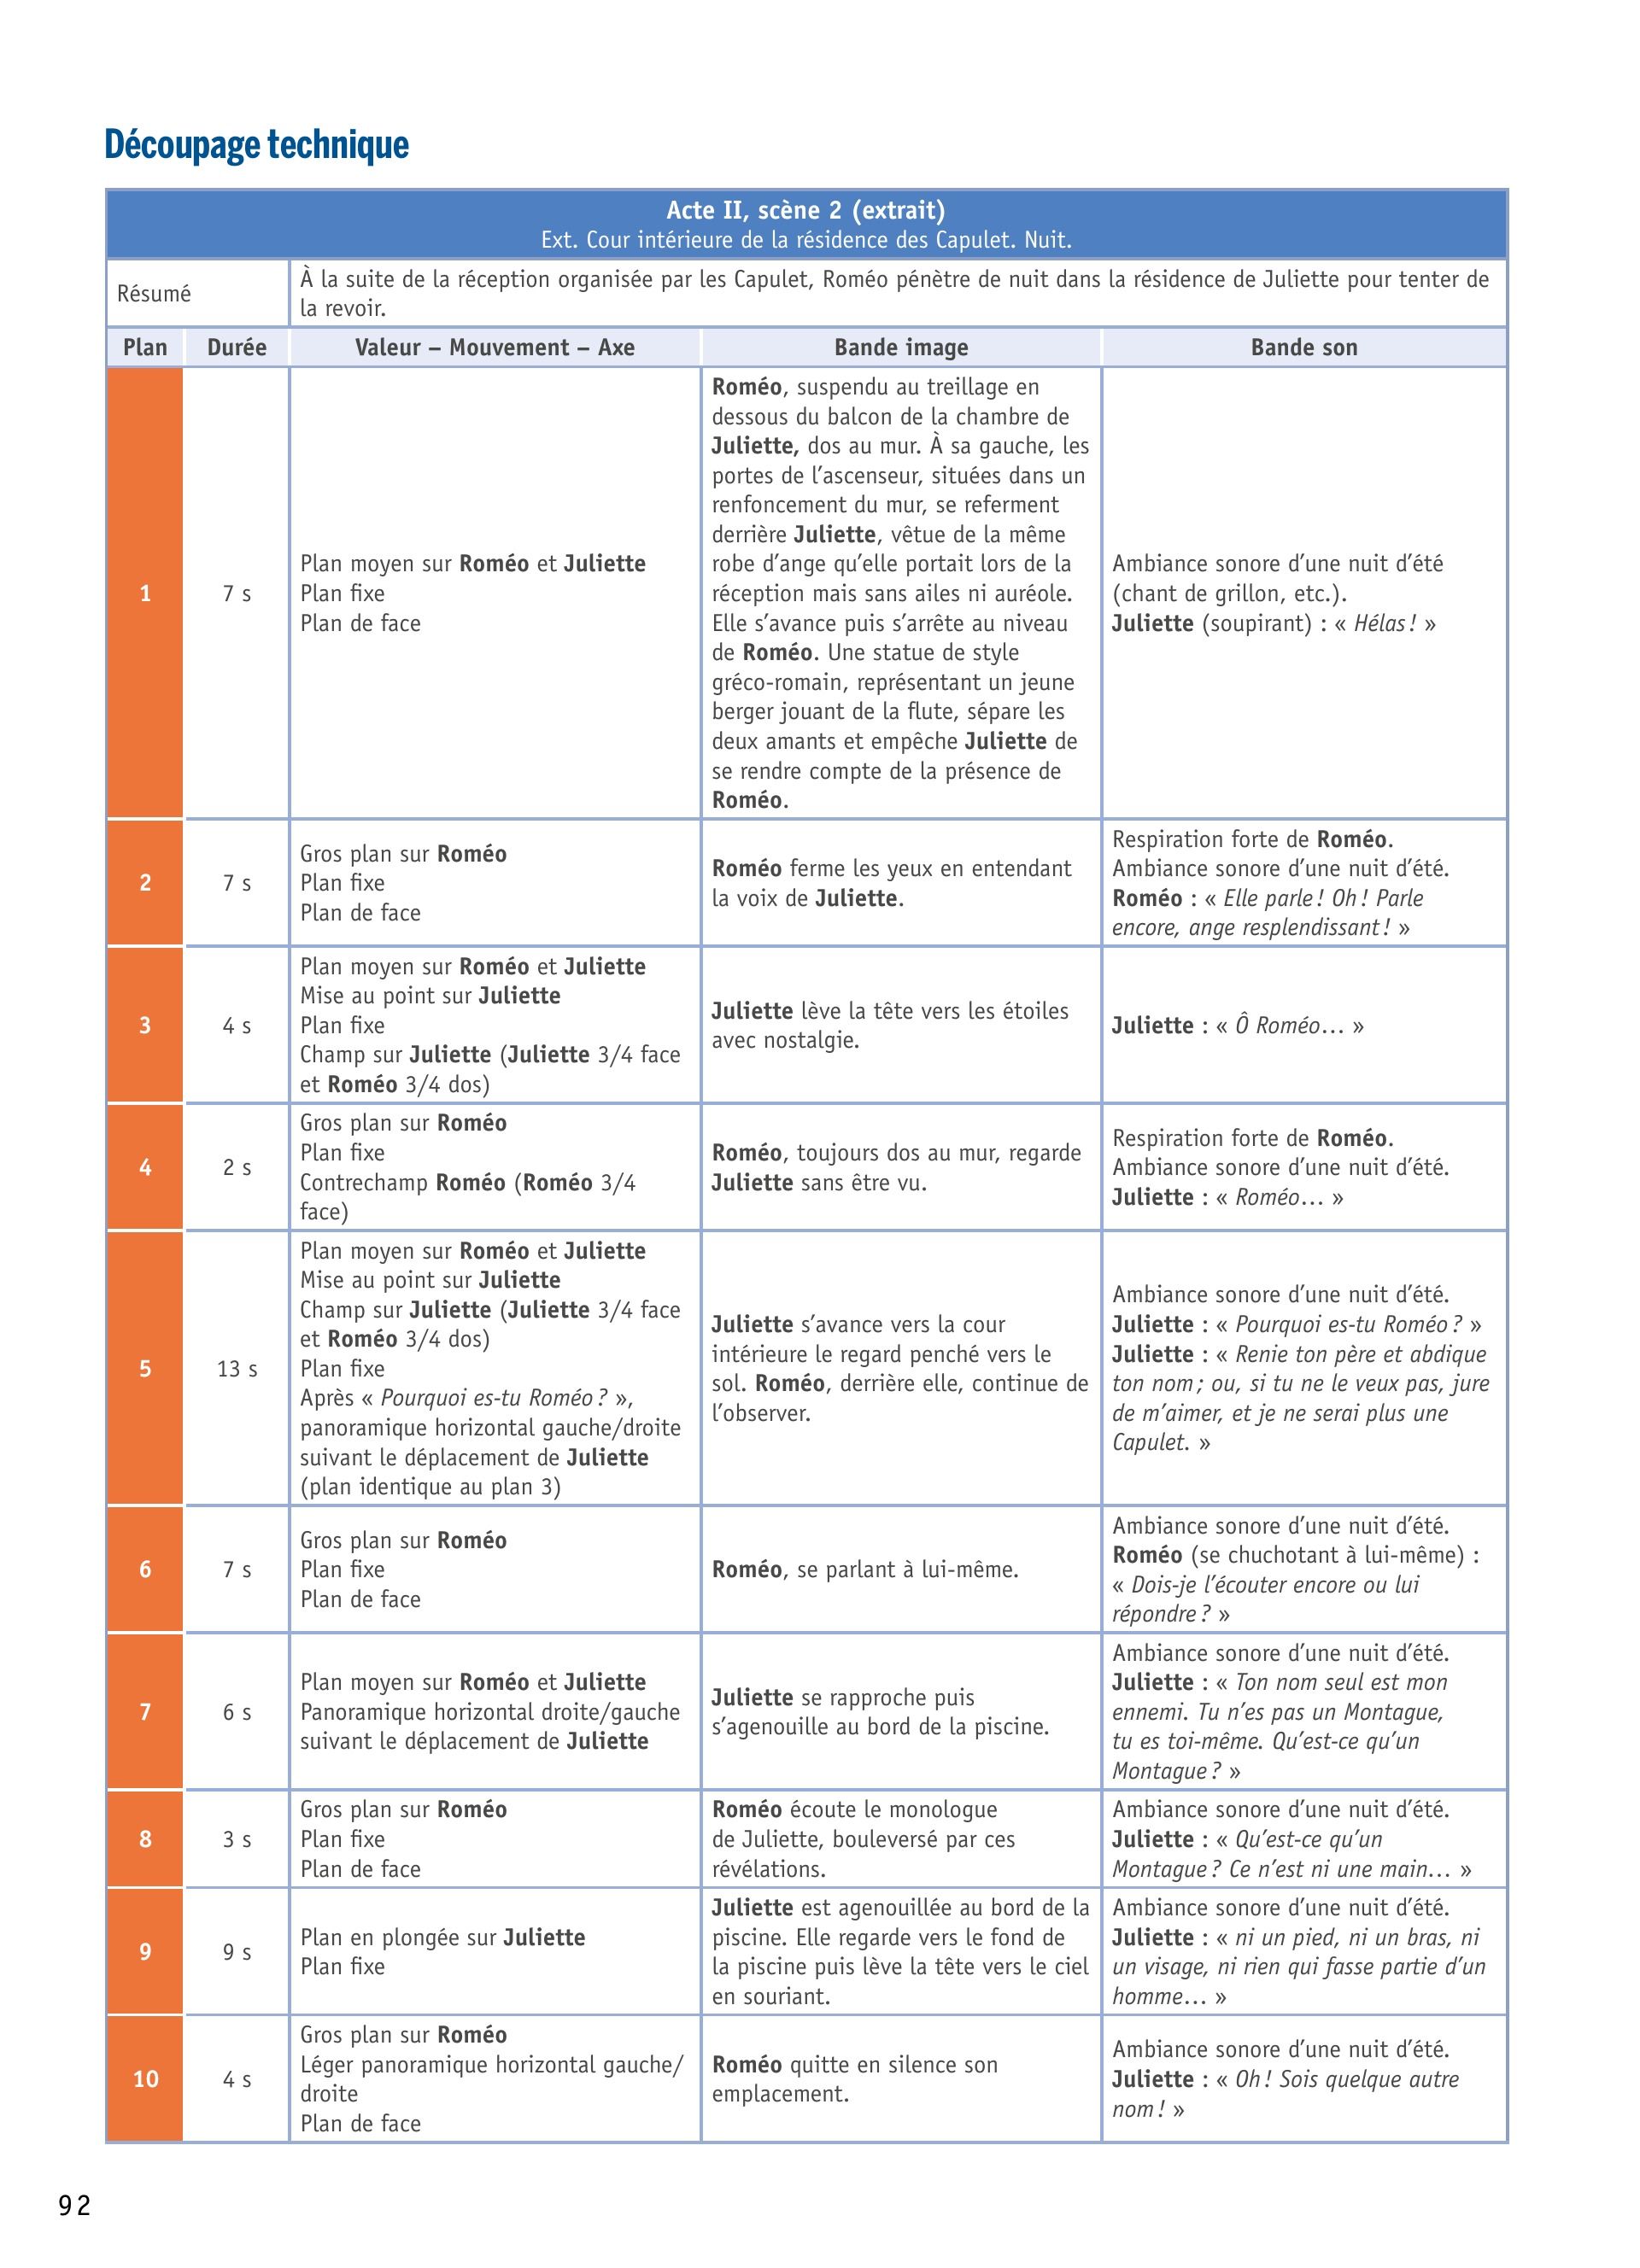 Découpage technique
Acte II, scène 2 (extrait)
Ext. Cour intérieure de la résidence des Capulet. Nuit.
Résumé
À la suite de la réception organisée par les Capulet, Roméo pénètre de nuit dans la résidence de Juliette pour tenter de
la revoir.
Plan
Durée
Valeur – Mouvement – Axe
Bande image
Bande son
1
7 s
Plan moyen sur Roméo et Juliette
Plan fixe
Plan de face
Roméo, suspendu au treillage en
dessous du balcon de la chambre de
Juliette, dos au mur. À sa gauche, les
portes de l’ascenseur, situées dans un
renfoncement du mur, se referment
derrière Juliette, vêtue de la même
robe d’ange qu’elle portait lors de la
réception mais sans ailes ni auréole.
Elle s’avance puis s’arrête au niveau
de Roméo. Une statue de style
gréco-romain, représentant un jeune
berger jouant de la flute, sépare les
deux amants et empêche Juliette de
se rendre compte de la présence de
Roméo.
Ambiance sonore d’une nuit d’été
(chant de grillon, etc.).
Juliette (soupirant) : « Hélas ! »
2
7 s
Gros plan sur Roméo
Plan fixe
Plan de face
Roméo ferme les yeux en entendant
la voix de Juliette.
Respiration forte de Roméo.
Ambiance sonore d’une nuit d’été.
Roméo : « Elle parle ! Oh ! Parle
encore, ange resplendissant ! »
3
4 s
Plan moyen sur Roméo et Juliette
Mise au point sur Juliette
Plan fixe
Champ sur Juliette (Juliette 3/4 face
et Roméo 3/4 dos)
Juliette lève la tête vers les étoiles
avec nostalgie.
Juliette : « Ô Roméo… »
4
2 s
Gros plan sur Roméo
Plan fixe
Contrechamp Roméo (Roméo 3/4
face)
Roméo, toujours dos au mur, regarde
Juliette sans être vu.
Respiration forte de Roméo.
Ambiance sonore d’une nuit d’été.
Juliette : « Roméo… »
5
13 s
Plan moyen sur Roméo et Juliette
Mise au point sur Juliette
Champ sur Juliette (Juliette 3/4 face
et Roméo 3/4 dos)
Plan fixe
Après « Pourquoi es-tu Roméo ? »,
panoramique horizontal gauche/droite
suivant le déplacement de Juliette
(plan identique au plan 3)
Juliette s’avance vers la cour
intérieure le regard penché vers le
sol. Roméo, derrière elle, continue de
l’observer.
Ambiance sonore d’une nuit d’été.
Juliette : « Pourquoi es-tu Roméo ? »
Juliette : « Renie ton père et abdique
ton nom ; ou, si tu ne le veux pas, jure
de m’aimer, et je ne serai plus une
Capulet. »
6
7 s
Gros plan sur Roméo
Plan fixe
Plan de face
Roméo, se parlant à lui-même.
Ambiance sonore d’une nuit d’été.
Roméo (se chuchotant à lui-même) :
« Dois-je l’écouter encore ou lui
répondre ? »
7
6 s
Plan moyen sur Roméo et Juliette
Panoramique horizontal droite/gauche
suivant le déplacement de Juliette
Juliette se rapproche puis
s’agenouille au bord de la piscine.
Ambiance sonore d’une nuit d’été.
Juliette : « Ton nom seul est mon
ennemi. Tu n’es pas un Montague,
tu es toi-même. Qu’est-ce qu’un
Montague ? »
8
3 s
Gros plan sur Roméo
Plan fixe
Plan de face
Roméo écoute le monologue
de Juliette, bouleversé par ces
révélations.
Ambiance sonore d’une nuit d’été.
Juliette : « Qu’est-ce qu’un
Montague ? Ce n’est ni une main… »
9
9 s
Plan en plongée sur Juliette
Plan fixe
Juliette est agenouillée au bord de la
piscine. Elle regarde vers le fond de
la piscine puis lève la tête vers le ciel
en souriant.
Ambiance sonore d’une nuit d’été.
Juliette : « ni un pied, ni un bras, ni
un visage, ni rien qui fasse partie d’un
homme… »
10
4 s
Gros plan sur Roméo
Léger panoramique horizontal gauche/
droite
Plan de face
Roméo quitte en silence son
emplacement.
Ambiance sonore d’une nuit d’été.
Juliette : « Oh ! Sois quelque autre
nom ! »
92